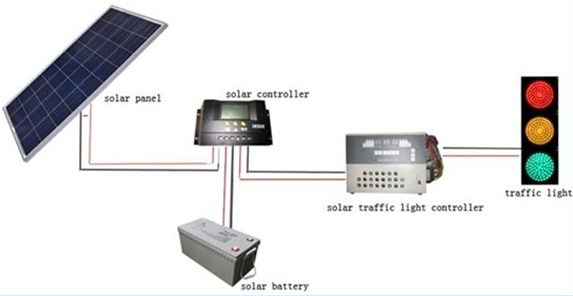 solar panel
solar controller
solar traffic light controller
traffic light
solar battery